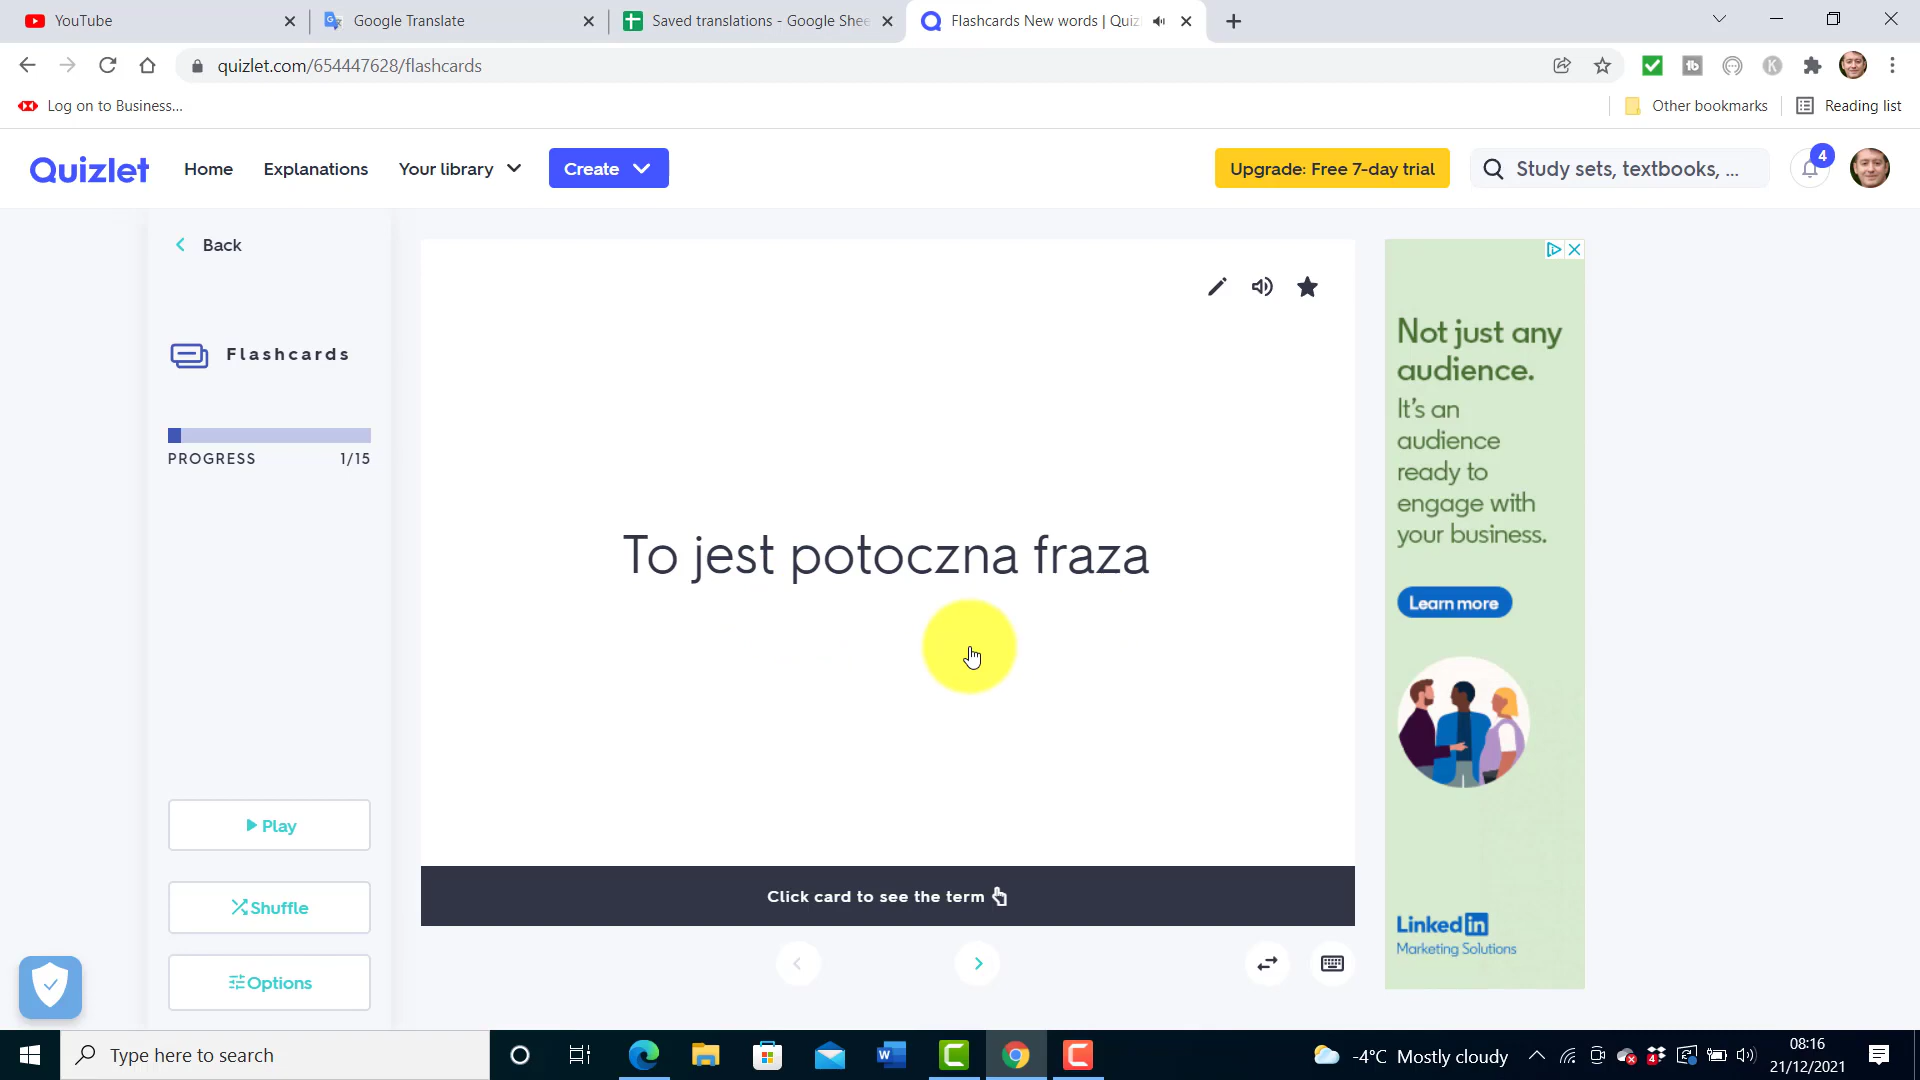 YouTube
Google Translate
Saved translations - Google Shee
Flashcards New words | Quiz
quizlet.com/654447628/flashcards
Log on to Business...
Other bookmarks
Reading list
Quizlet
Home
Explanations
Your library
Create
Upgrade: Free 7-day trial
Study sets, textbooks, ...
4
Back
Flashcards
PROGRESS 1/15
Play
Shuffle
Options
To jest potoczna fraza
Click card to see the term
Not just any
audience.
It's an
audience
ready to
engage with
your business.
Learn more
Linked in
Marketing Solutions
Type here to search
-4°C Mostly cloudy
08:16
21/12/2021